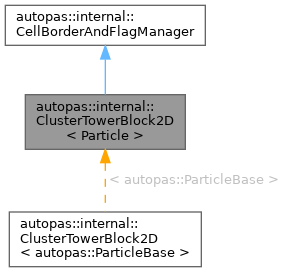 autopas::internal::
CellBorderAndFlagManager
autopas::internal::
ClusterTowerBlock2D
< Particle >
< autopas::ParticleBase >
autopas::internal::
ClusterTowerBlock2D
< autopas::ParticleBase >